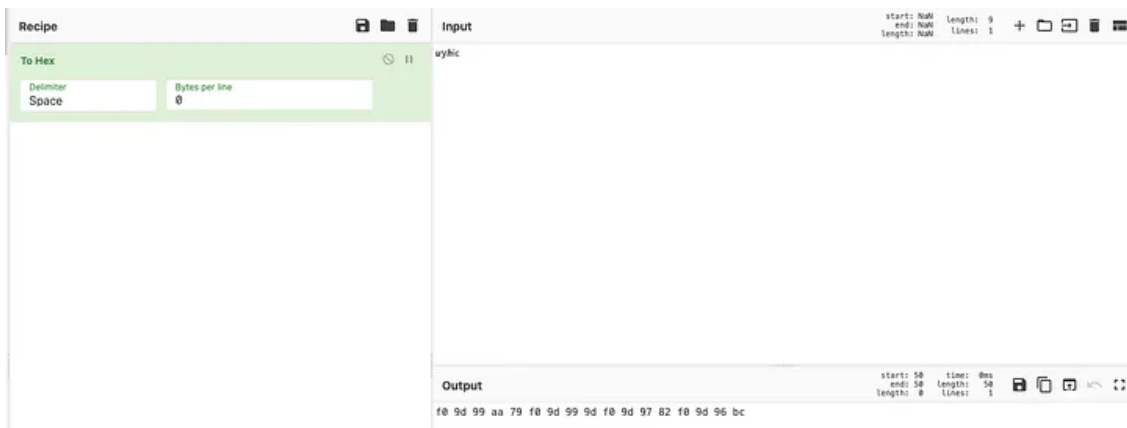 Recipe
To Hex
Delimiter
Space
Bytes per line
0
Input
start: NaN
end: NaN
length: NaN
length: 9
lines: 1
𝙪y𝙝𝗂𝖼
Output
start: 50
end: 50
length: 0
time: 0ms
length: 50
lines: 1
f0 9d 99 aa 79 f0 9d 99 9d f0 9d 97 82 f0 9d 96 bc